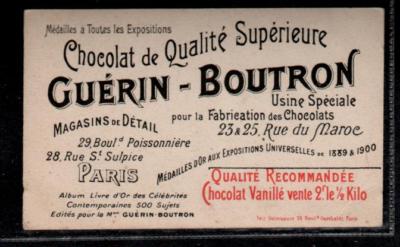 Médailles à Toutes les Expositions
Chocolat de Qualité Supérieure
GUÉRIN - BOUTRON
Usine Spéciale
pour la Fabrication des Chocolats
23 & 25, Rue du Maroc
MAGASINS DE DÉTAIL
29, Boul.d Poissonnière
28, Rue St. Sulpice
PARIS
MÉDAILLES D'OR AUX EXPOSITIONS UNIVERSELLES DE 1889 & 1900
Album Livre d'Or des Célébrités
Contemporaines 500 Sujets
Edités pour la Mon GUÉRIN-BOUTRON
QUALITÉ RECOMMANDÉE
Chocolat Vanillé vente 2f le ½ Kilo
Paris